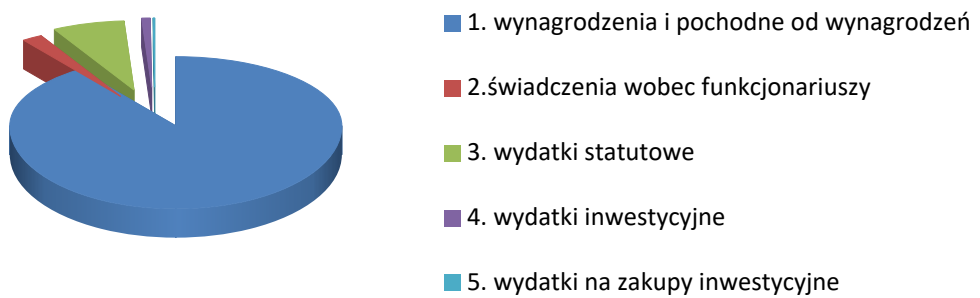 1. wynagrodzenia i pochodne od wynagrodzeń
2.świadczenia wobec funkcjonariuszy
3. wydatki statutowe
4. wydatki inwestycyjne
5. wydatki na zakupy inwestycyjne